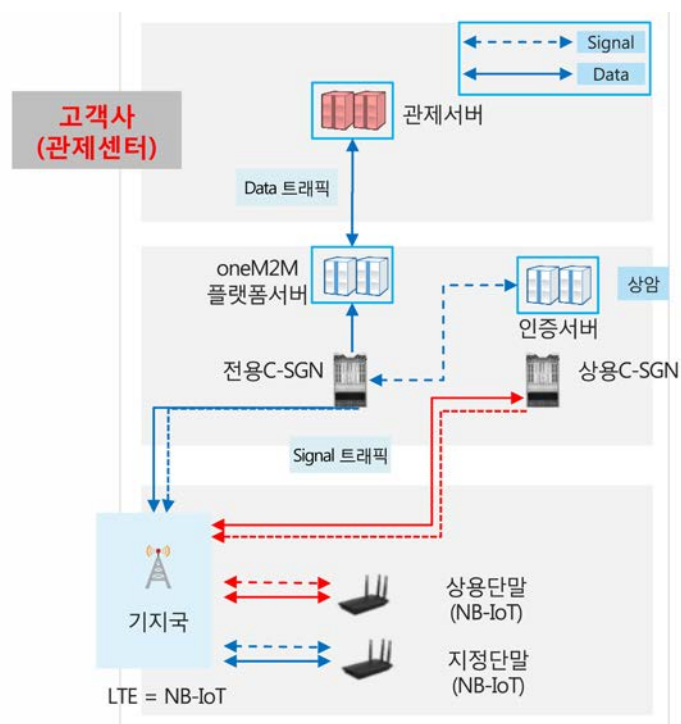 Signal
Data
고객사
(관제센터)
관제서버
Data 트래픽
oneM2M
플랫폼서버
상암
인증서버
전용C-SGN
상용C-SGN
Signal 트래픽
기지국
상용단말
(NB-IoT)
지정단말
(NB-IoT)
LTE = NB-IoT